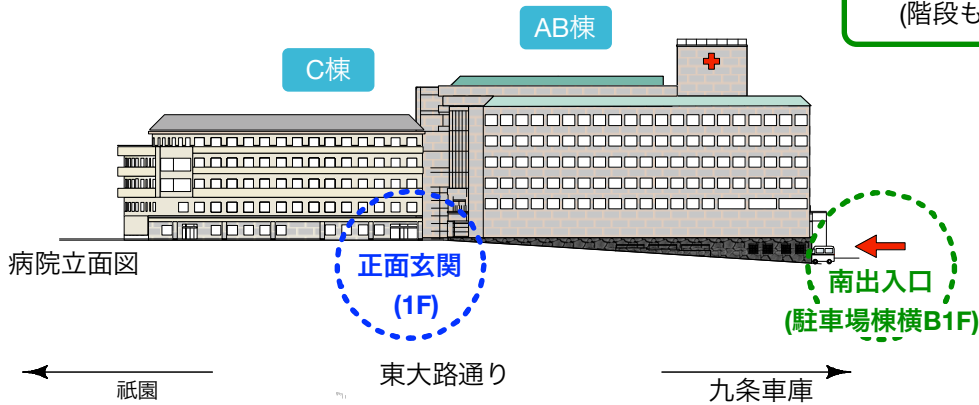 (階段も
AB棟
C棟
病院立面図
正面玄関
(1F)
南出入口
(駐車場棟横B1F)
東大路通り
祇園
九条車庫